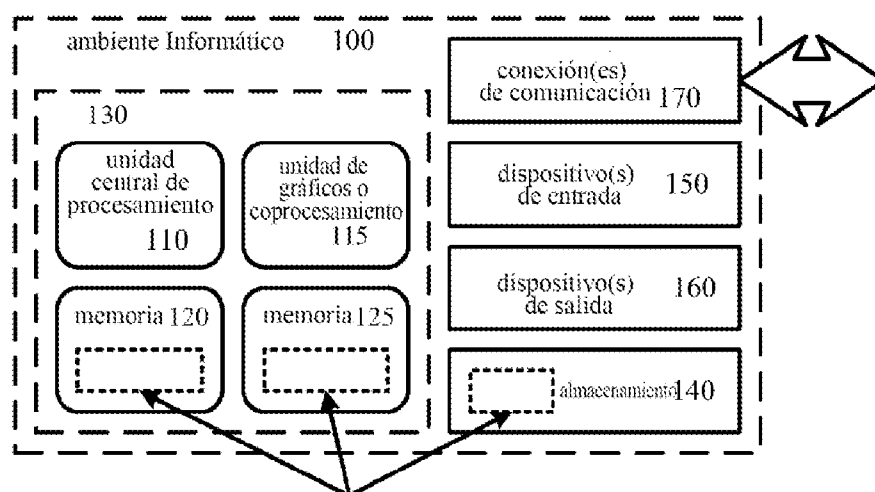 ambiente Informático 100
130
unidad
central de
procesamiento
110
unidad de
gráficos o
coprocesamiento
115
memoria 120
memoria 125
conexión(es)
de comunicación 170
dispositivo(s)
de entrada 150
dispositivo(s)
de salida 160
almacenamiento 140